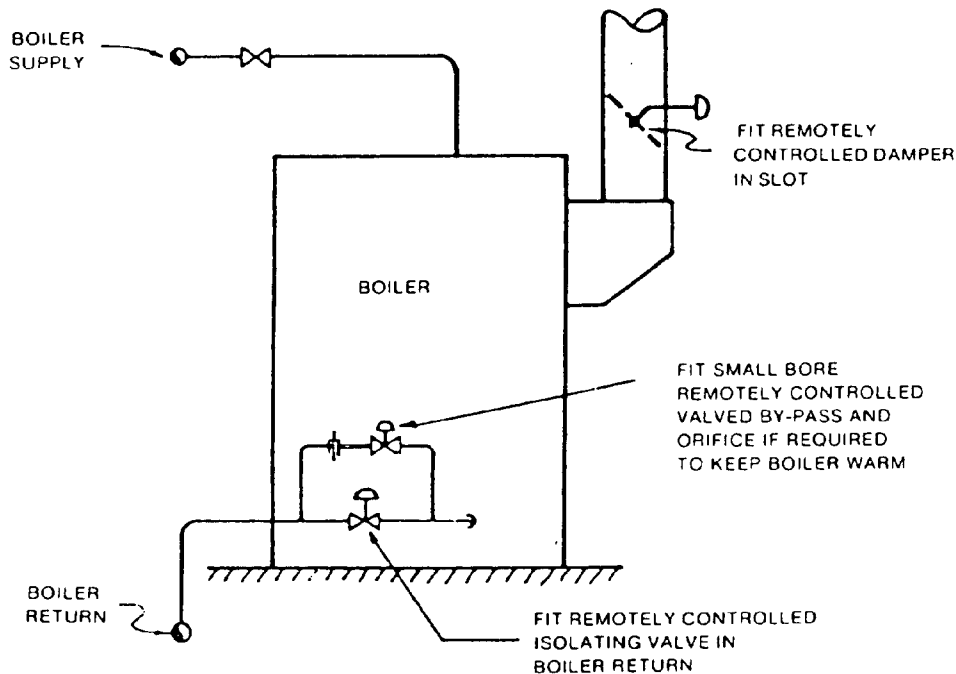 BOILER
SUPPLY
FIT REMOTELY
CONTROLLED DAMPER
IN SLOT
BOILER
FIT SMALL BORE
REMOTELY CONTROLLED
VALVED BY-PASS AND
ORIFICE IF REQUIRED
TO KEEP BOILER WARM
BOILER
RETURN
FIT REMOTELY CONTROLLED
ISOLATING VALVE IN
BOILER RETURN